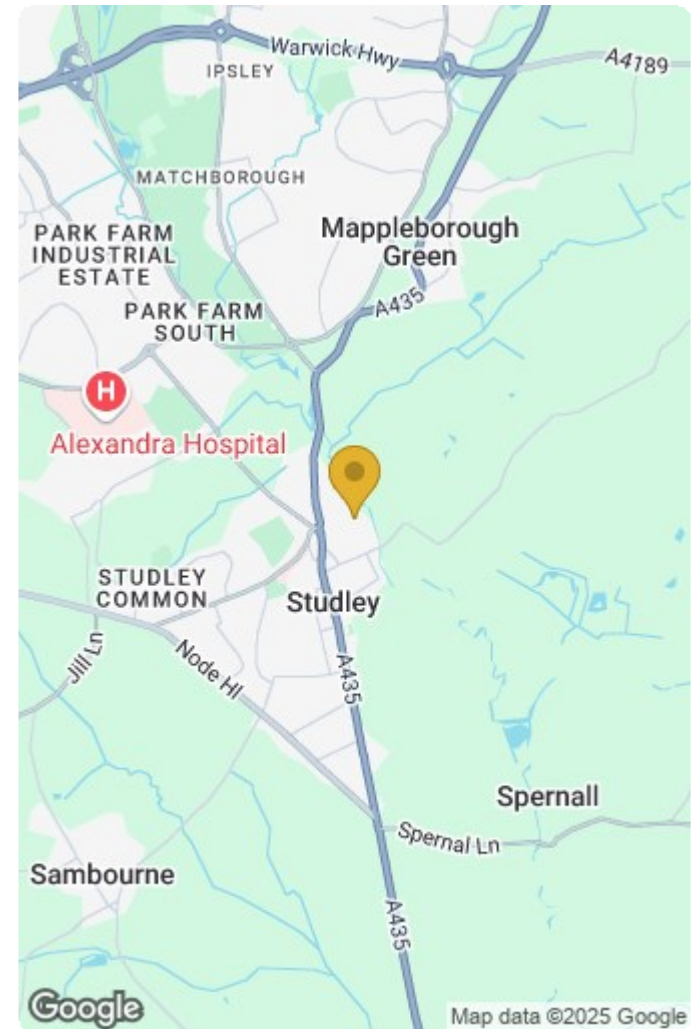 Warwick Hwy
A4189
IPSLEY
MATCHBOROUGH
Mappleborough
Green
PARK FARM
INDUSTRIAL
ESTATE
A435
PARK FARM
SOUTH
H
Alexandra Hospital
STUDLEY
COMMON
Studley
Jill Ln
Node Hl
A435
Spernall
Spernal Ln
Sambourne
A435
Google
Map data ©2025 Google